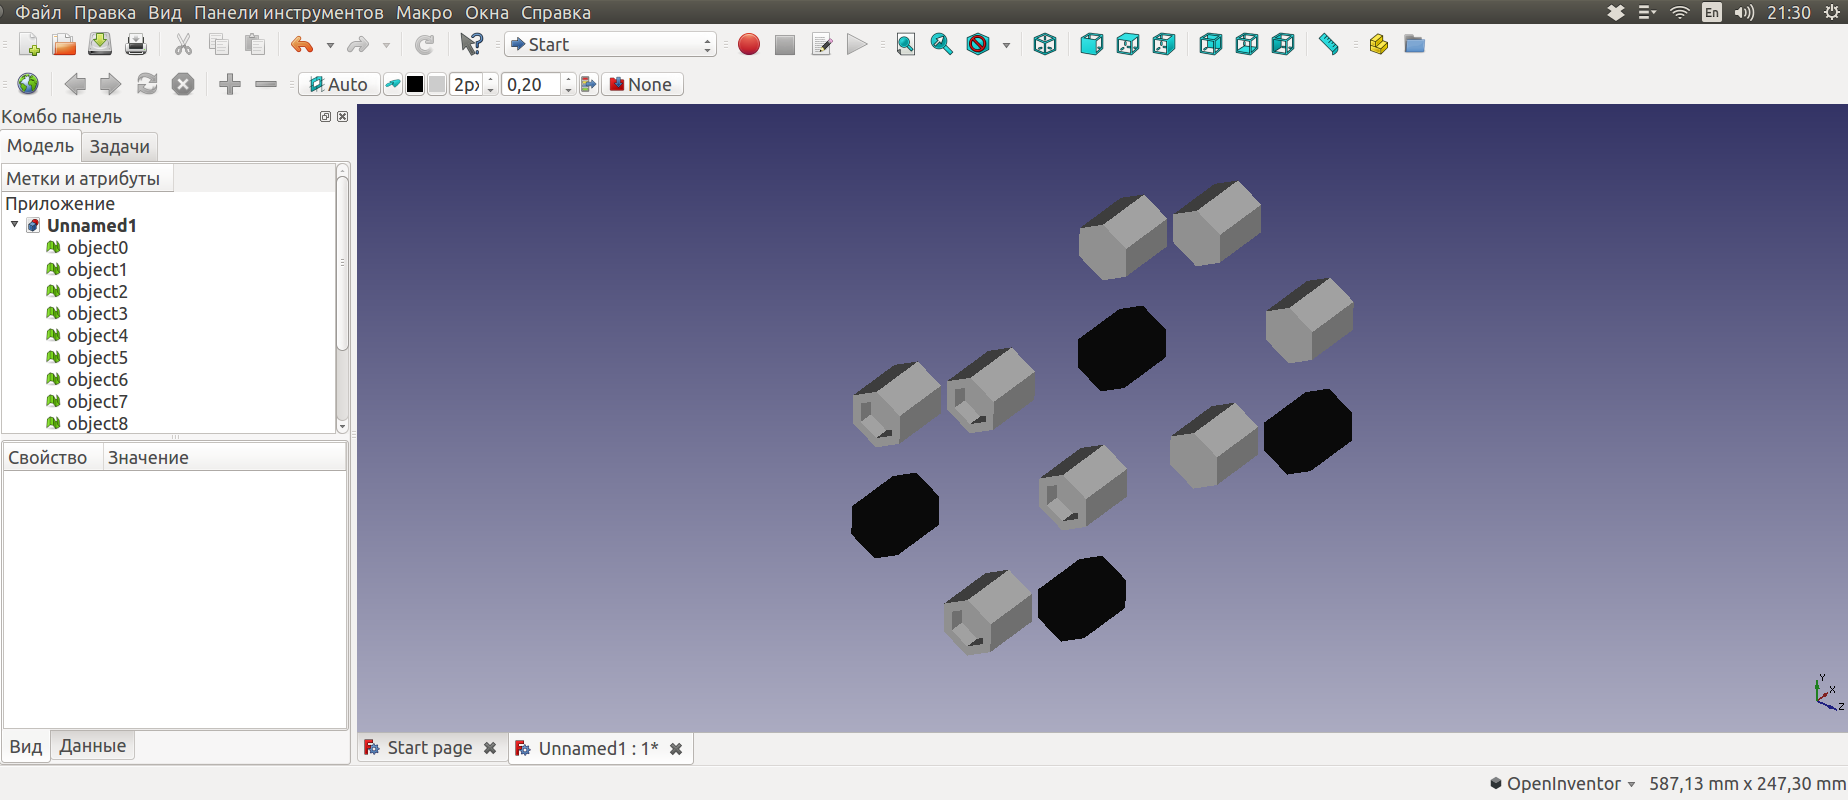 Файл Правка Вид Панели инструментов Макро Окна Справка En 21:30
Start
Auto 2px 0,20 None
Комбо панель
Модель Задачи
Метки и атрибуты
Приложение
Unnamed1
object0
object1
object2
object3
object4
object5
object6
object7
object8
Свойство Значение
Y
X
Z
Вид Данные Start page Unnamed1 : 1*
OpenInventor 587,13 mm x 247,30 mm